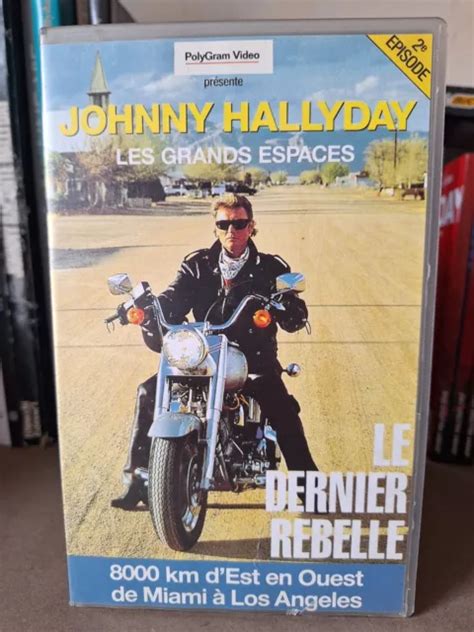 PolyGram Video
présente
2e
EPISODE
JOHNNY HALLYDAY
LES GRANDS ESPACES
LE
DERNIER
REBELLE
8000 km d'Est en Ouest
de Miami à Los Angeles